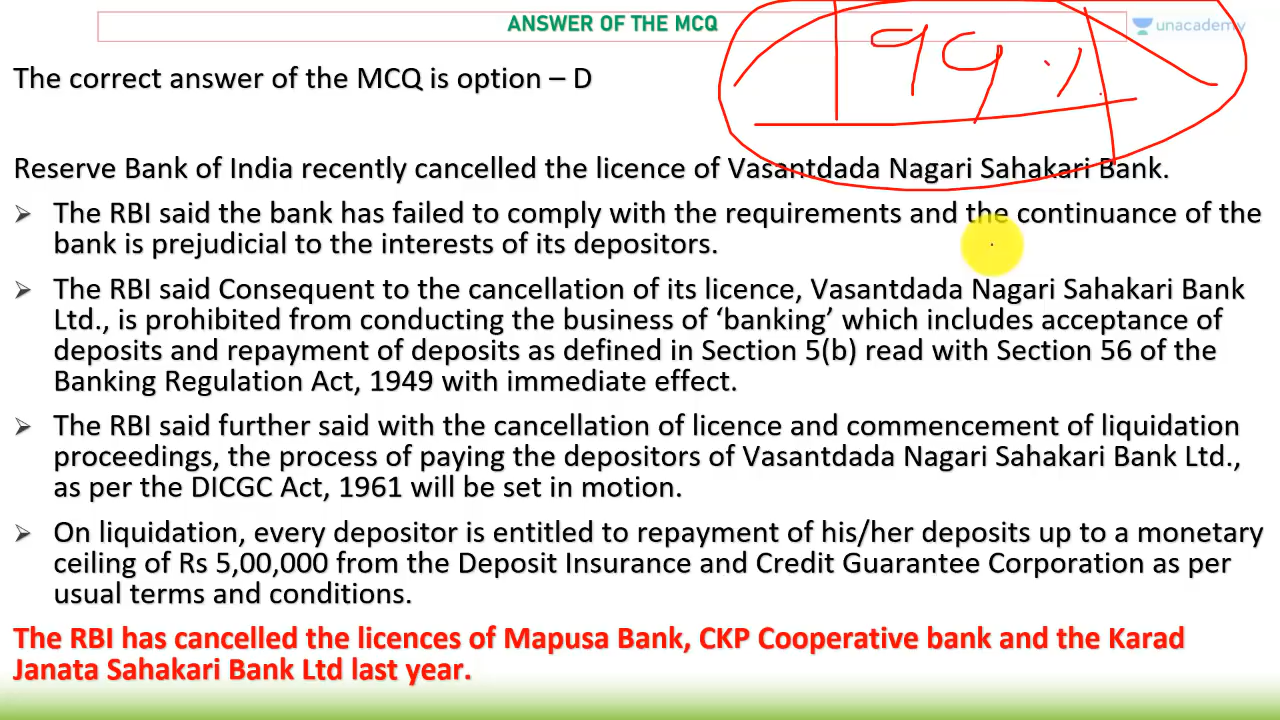 ANSWER OF THE MCQ
unacademy
99%
The correct answer of the MCQ is option – D
Reserve Bank of India recently cancelled the licence of Vasantdada Nagari Sahakari Bank.
➢ The RBI said the bank has failed to comply with the requirements and the continuance of the
bank is prejudicial to the interests of its depositors.
➢ The RBI said Consequent to the cancellation of its licence, Vasantdada Nagari Sahakari Bank
Ltd., is prohibited from conducting the business of ‘banking’ which includes acceptance of
deposits and repayment of deposits as defined in Section 5(b) read with Section 56 of the
Banking Regulation Act, 1949 with immediate effect.
➢ The RBI said further said with the cancellation of licence and commencement of liquidation
proceedings, the process of paying the depositors of Vasantdada Nagari Sahakari Bank Ltd.,
as per the DICGC Act, 1961 will be set in motion.
➢ On liquidation, every depositor is entitled to repayment of his/her deposits up to a monetary
ceiling of Rs 5,00,000 from the Deposit Insurance and Credit Guarantee Corporation as per
usual terms and conditions.
The RBI has cancelled the licences of Mapusa Bank, CKP Cooperative bank and the Karad
Janata Sahakari Bank Ltd last year.